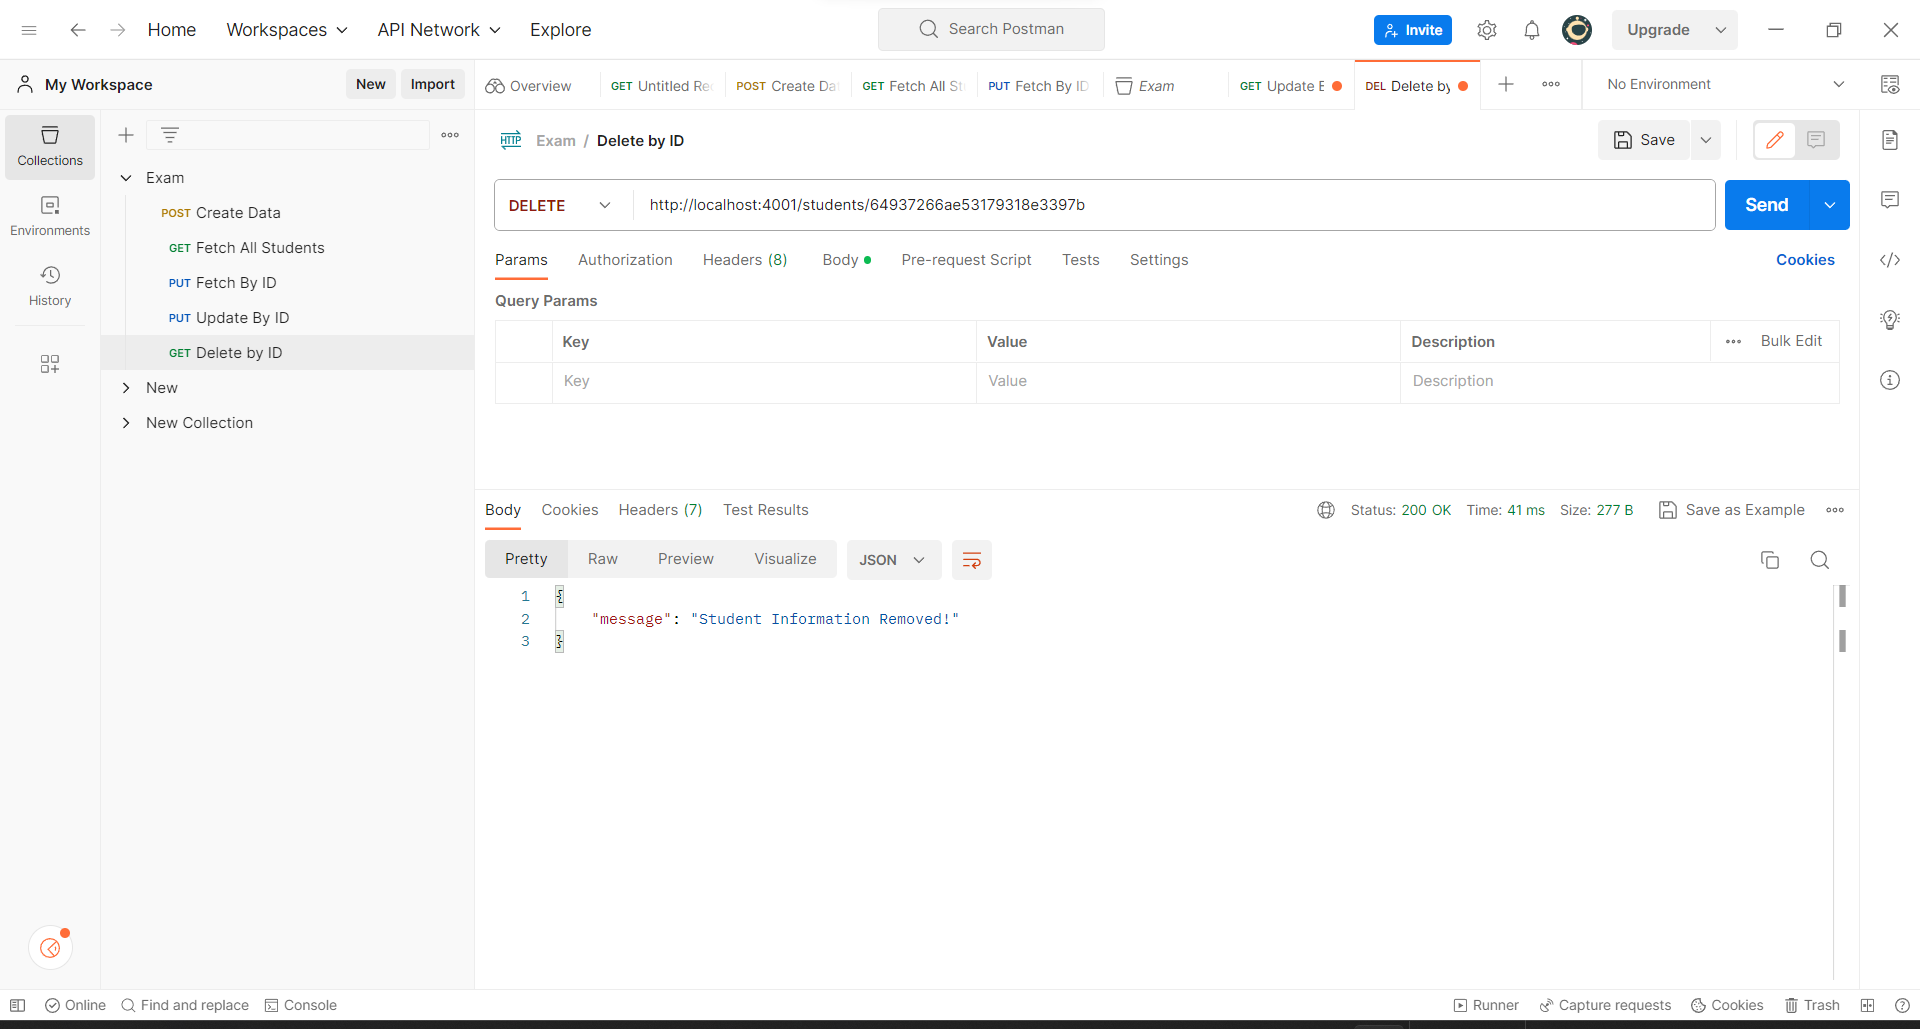 Home Workspaces API Network Explore Search Postman Invite Upgrade
My Workspace New Import Overview GET Untitled Rec POST Create Dat GET Fetch All St PUT Fetch By ID Exam GET Update B DEL Delete by No Environment
Collections
Environments
History
Exam
POST Create Data
GET Fetch All Students
PUT Fetch By ID
PUT Update By ID
GET Delete by ID
New
New Collection
HTTP Exam / Delete by ID Save
DELETE http://localhost:4001/students/64937266ae53179318e3397b Send
Params Authorization Headers (8) Body Pre-request Script Tests Settings Cookies
Query Params
Key Value Description Bulk Edit
Key Value Description
Body Cookies Headers (7) Test Results Status: 200 OK Time: 41 ms Size: 277 B Save as Example
Pretty Raw Preview Visualize JSON
1 {
2 "message": "Student Information Removed!"
3 }
Online Find and replace Console Runner Capture requests Cookies Trash